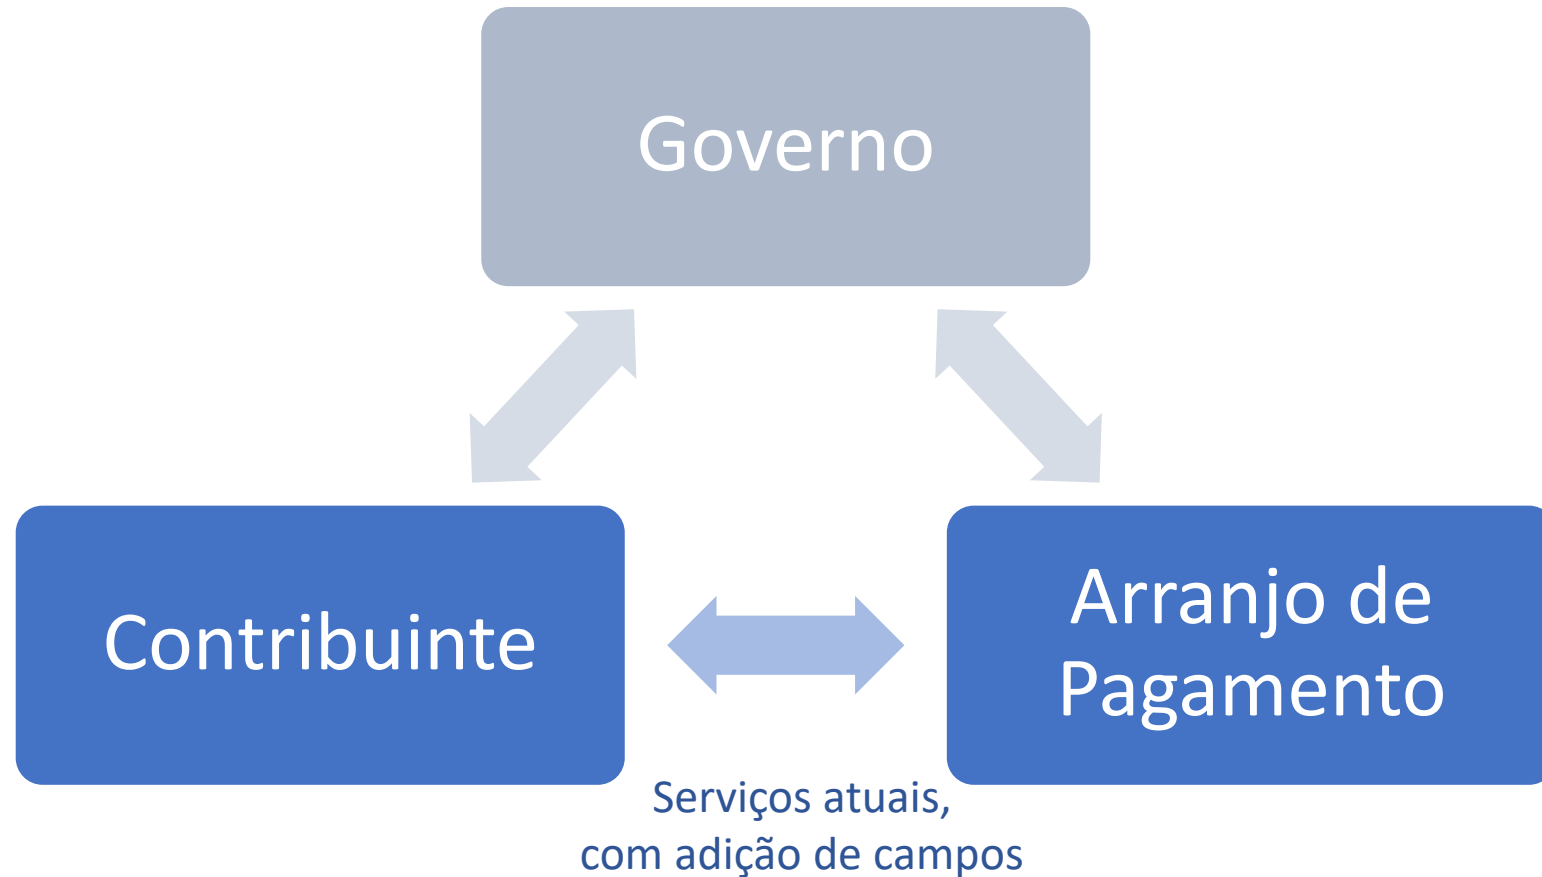 Governo
Contribuinte
Arranjo de
Pagamento
Serviços atuais,
com adição de campos